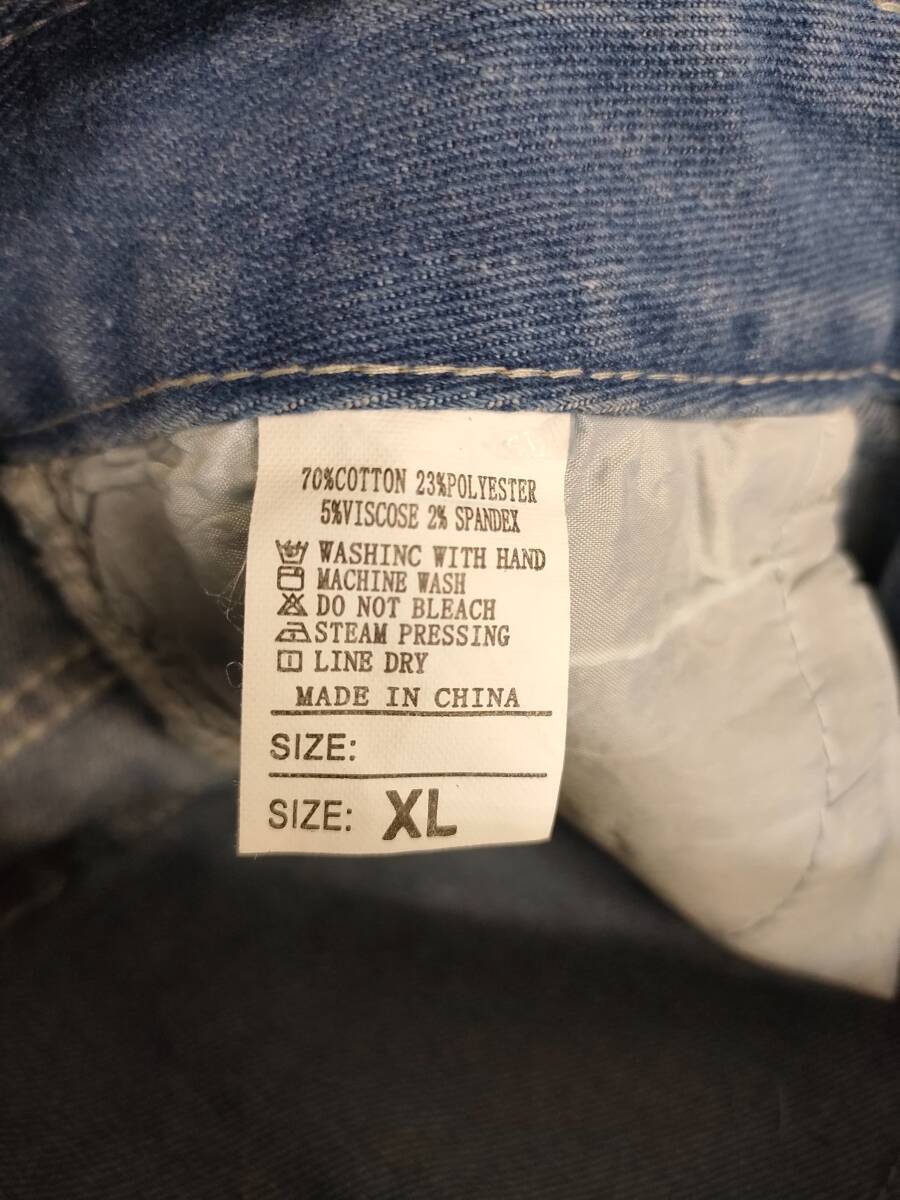 70%COTTON 23%POLYESTER
5%VISCOSE 2% SPANDEX
WASHINC WITH HAND
MACHINE WASH
DO NOT BLEACH
STEAM PRESSING
LINE DRY
MADE IN CHINA
SIZE:
SIZE: XL